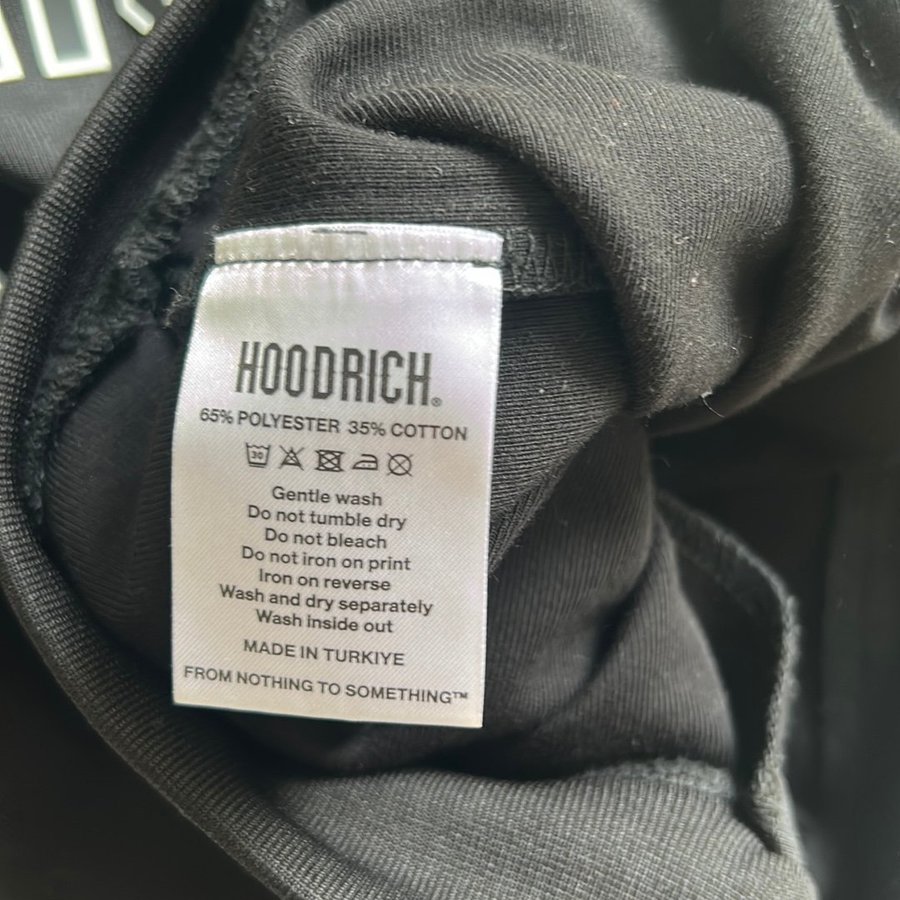 HOODRICH®
65% POLYESTER 35% COTTON
30
Gentle wash
Do not tumble dry
Do not bleach
Do not iron on print
Iron on reverse
Wash and dry separately
Wash inside out
MADE IN TURKIYE
FROM NOTHING TO SOMETHING™